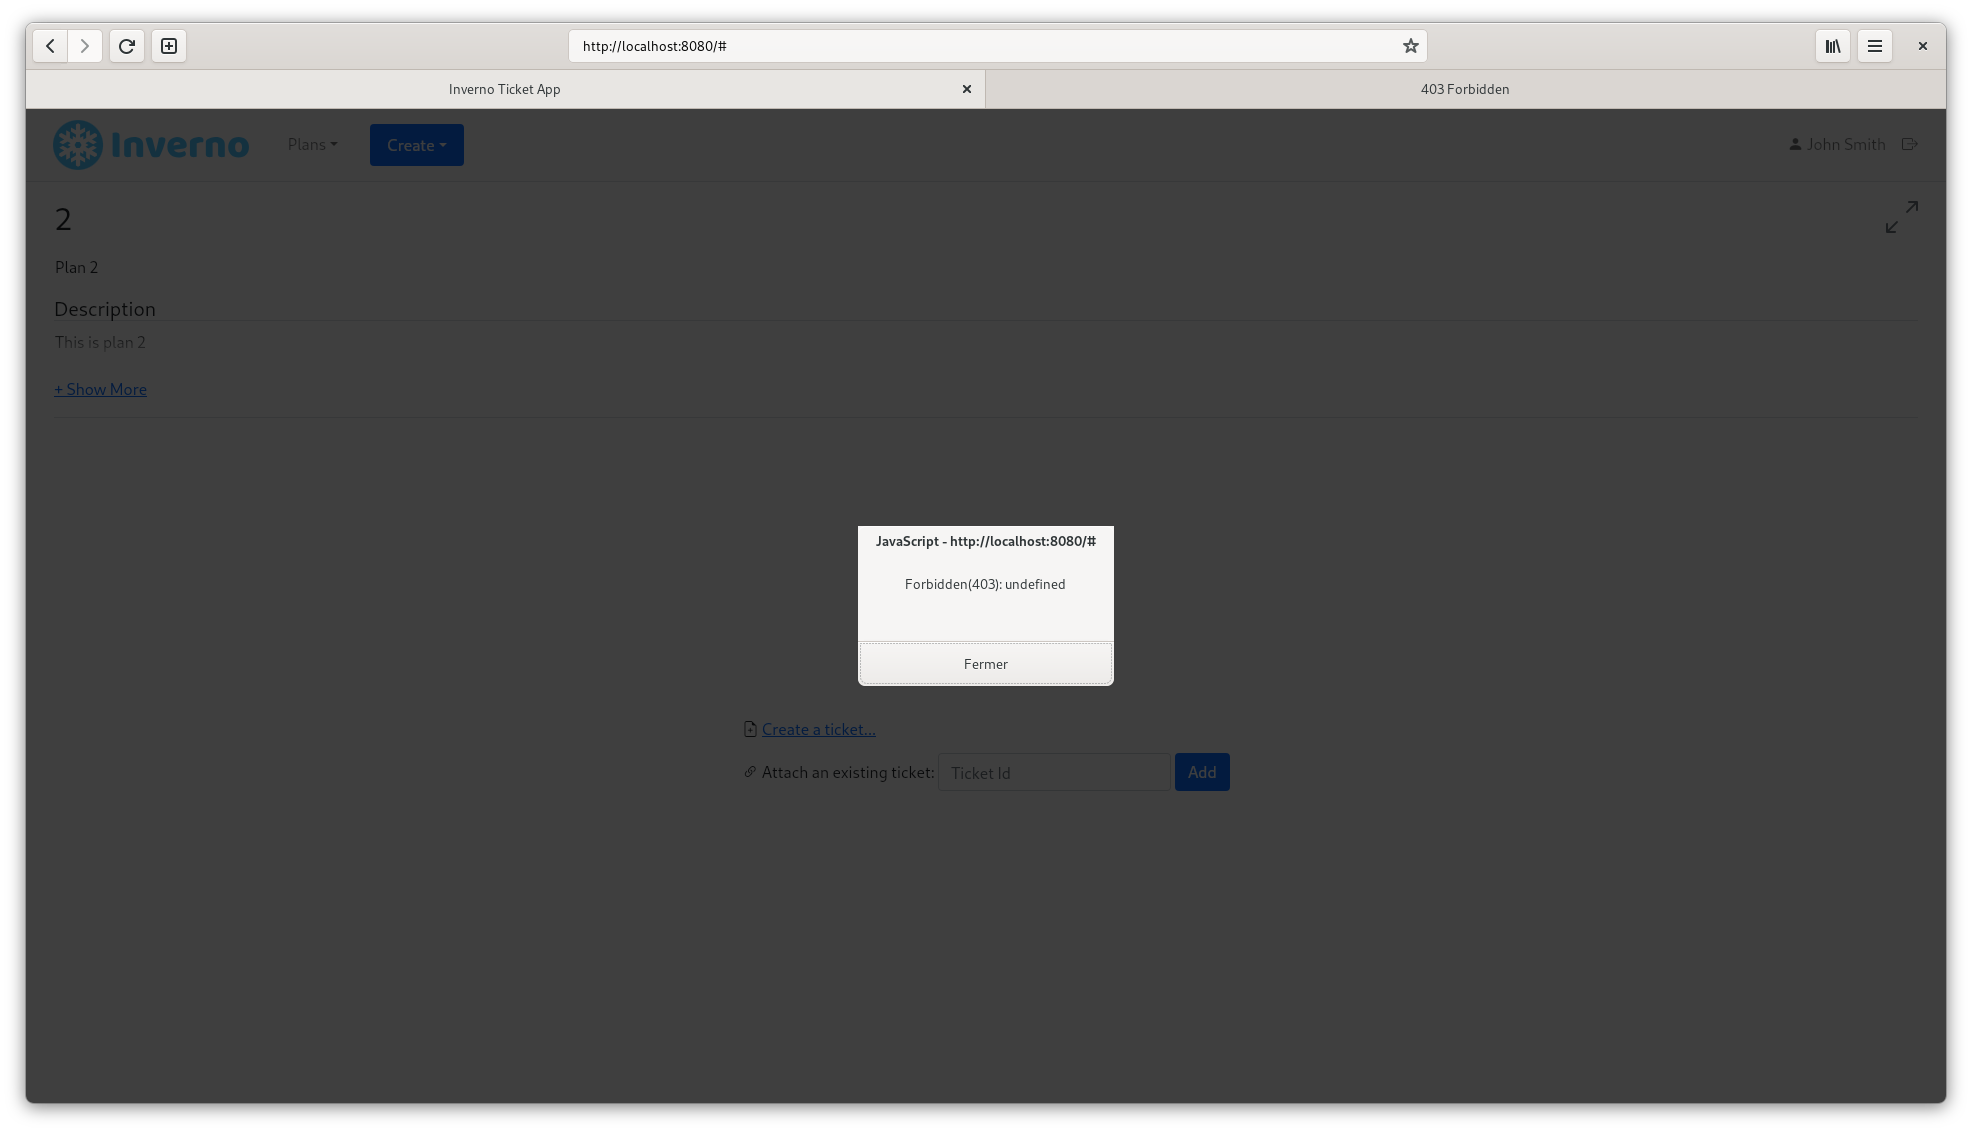 http://localhost:8080/#
Inverno Ticket App
403 Forbidden
Inverno
Plans
Create
John Smith
2
Plan 2
Description
This is plan 2
+ Show More
JavaScript - http://localhost:8080/#
Forbidden(403): undefined
Fermer
Create a ticket...
Attach an existing ticket: Ticket Id Add